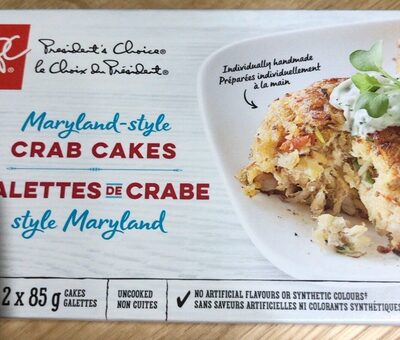 PC
President's Choice®
le Choix du Président®
Individually handmade
Préparées individuellement
à la main
Maryland-style
CRAB CAKES
ALETTES DE CRABE
style Maryland
2 x 85 g CAKES
GALETTES
UNCOOKED
NON CUITES
✓ NO ARTIFICIAL FLAVOURS OR SYNTHETIC COLOURS‡
SANS SAVEURS ARTIFICIELLES NI COLORANTS SYNTHÉTIQUES